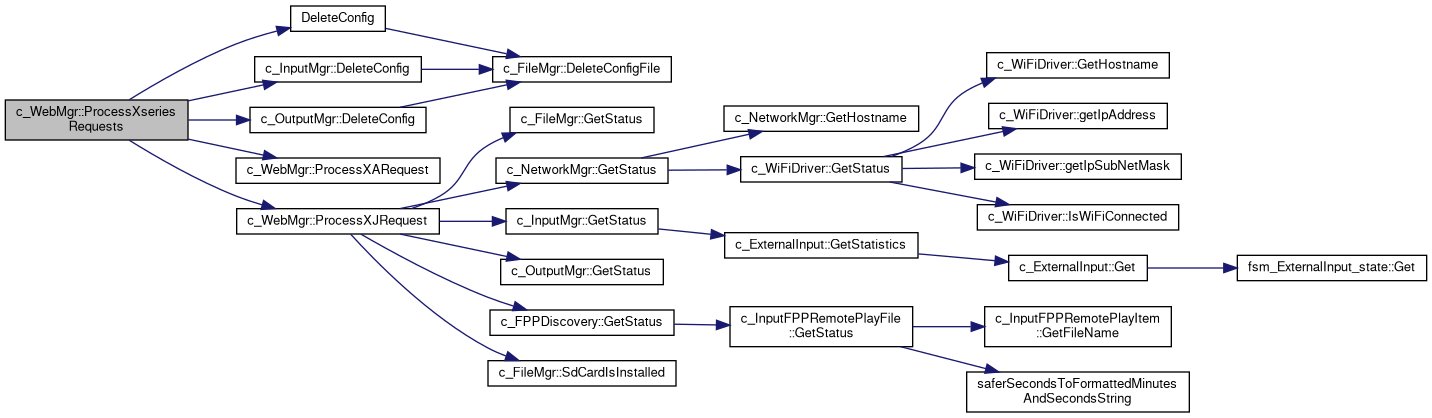 c_WebMgr::ProcessXseries
Requests
DeleteConfig
c_InputMgr::DeleteConfig
c_OutputMgr::DeleteConfig
c_WebMgr::ProcessXARequest
c_WebMgr::ProcessXJRequest
c_FileMgr::DeleteConfigFile
c_FileMgr::GetStatus
c_NetworkMgr::GetStatus
c_InputMgr::GetStatus
c_OutputMgr::GetStatus
c_FPPDiscovery::GetStatus
c_FileMgr::SdCardIsInstalled
c_NetworkMgr::GetHostname
c_WiFiDriver::GetStatus
c_ExternalInput::GetStatistics
c_InputFPPRemotePlayFile
::GetStatus
c_WiFiDriver::GetHostname
c_WiFiDriver::getIpAddress
c_WiFiDriver::getIpSubNetMask
c_WiFiDriver::IsWiFiConnected
c_ExternalInput::Get
c_InputFPPRemotePlayItem
::GetFileName
saferSecondsToFormattedMinutes
AndSecondsString
fsm_ExternalInput_state::Get